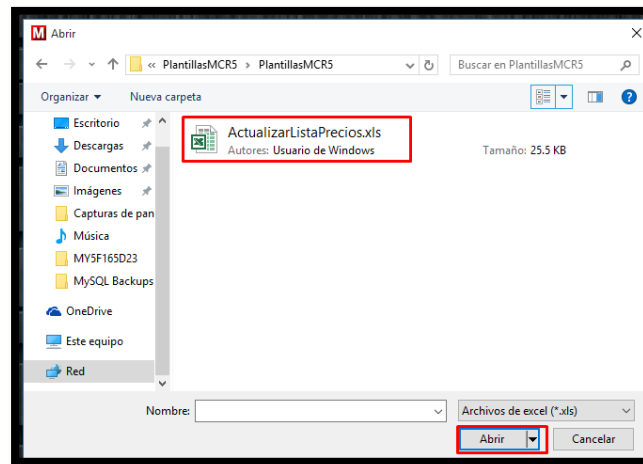 M Abrir
« PlantillasMCR5 > PlantillasMCR5
Buscar en PlantillasMCR5
Organizar
Nueva carpeta
?
Escritorio
Descargas
Documentos
Imágenes
Capturas de pan
Música
MY5F165D23
MySQL Backups
OneDrive
Este equipo
Red
ActualizarListaPrecios.xls
Autores: Usuario de Windows
Tamaño: 25.5 KB
Nombre:
Archivos de excel (*.xls)
Abrir
Cancelar